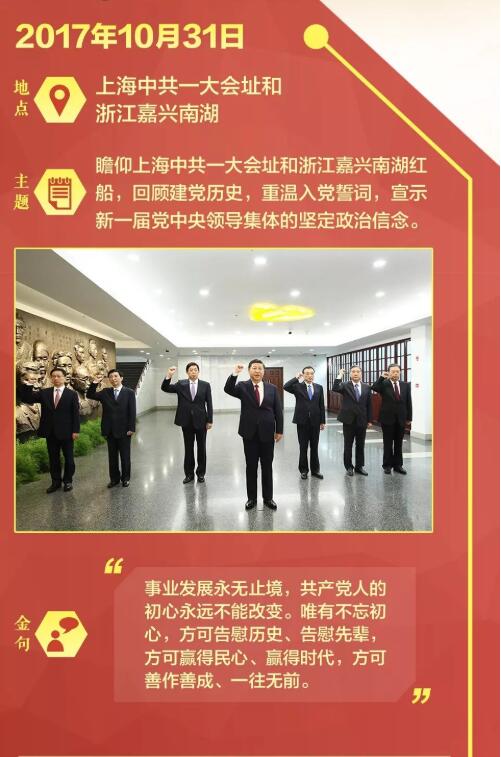 2017年10月31日
地点
上海中共一大会址和
浙江嘉兴南湖
主题
瞻仰上海中共一大会址和浙江嘉兴南湖红
船，回顾建党历史，重温入党誓词，宣示
新一届党中央领导集体的坚定政治信念。
金句
“
事业发展永无止境，共产党人的
初心永远不能改变。唯有不忘初
心，方可告慰历史、告慰先辈，
方可赢得民心、赢得时代，方可
善作善成、一往无前。
”